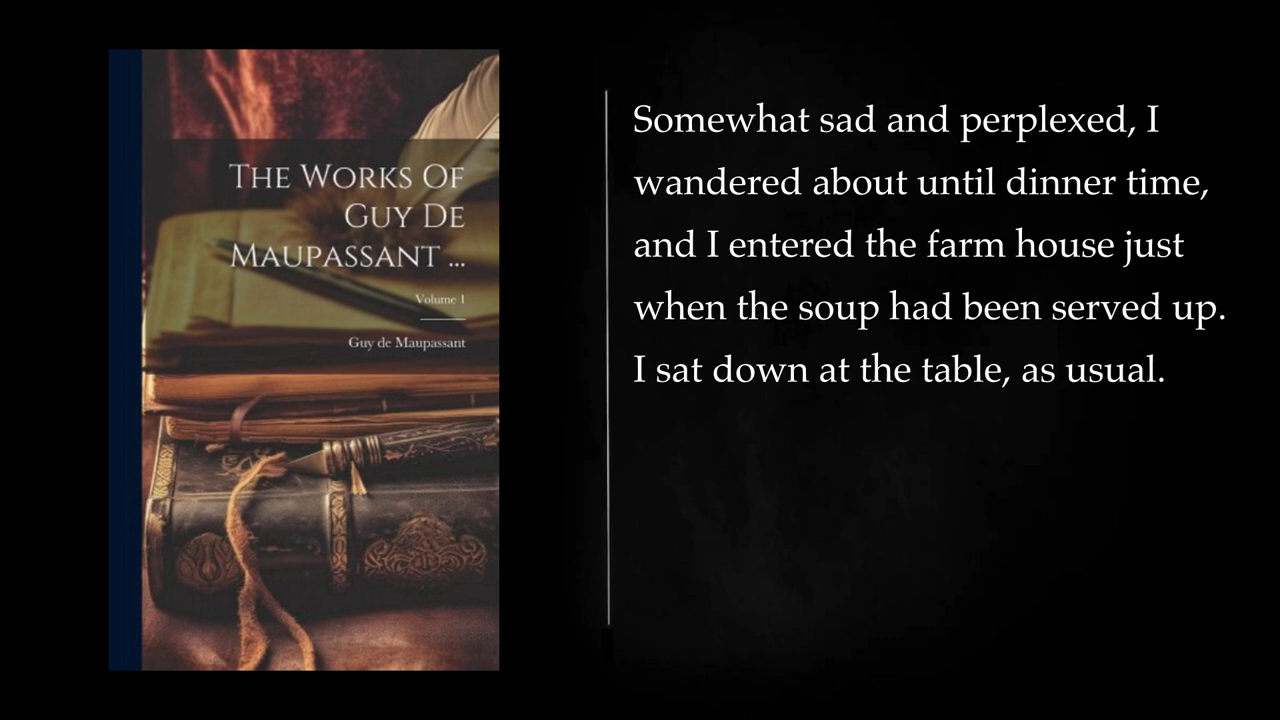 The Works Of
Guy De
Maupassant ...
Volume 1
Guy de Maupassant
Somewhat sad and perplexed, I
wandered about until dinner time,
and I entered the farm house just
when the soup had been served up.
I sat down at the table, as usual.